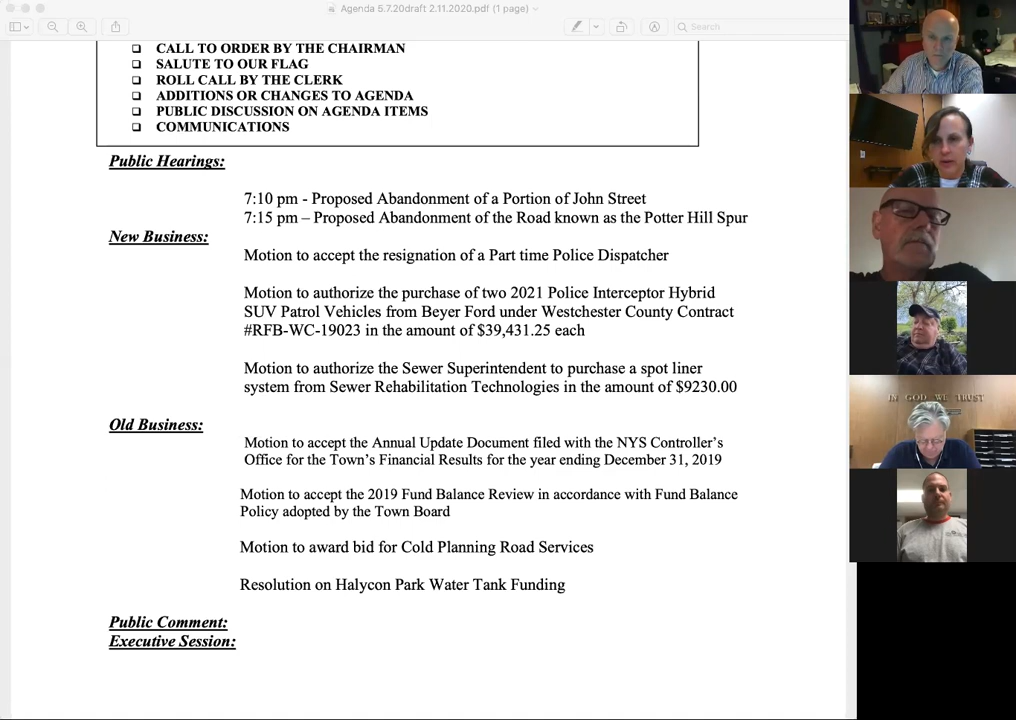 Agenda 5.7.20draft 2.11.2020.pdf (1 page)
Search
CALL TO ORDER BY THE CHAIRMAN
SALUTE TO OUR FLAG
ROLL CALL BY THE CLERK
ADDITIONS OR CHANGES TO AGENDA
PUBLIC DISCUSSION ON AGENDA ITEMS
COMMUNICATIONS
Public Hearings:
7:10 pm - Proposed Abandonment of a Portion of John Street
7:15 pm – Proposed Abandonment of the Road known as the Potter Hill Spur
New Business:
Motion to accept the resignation of a Part time Police Dispatcher
Motion to authorize the purchase of two 2021 Police Interceptor Hybrid
SUV Patrol Vehicles from Beyer Ford under Westchester County Contract
#RFB-WC-19023 in the amount of $39,431.25 each
Motion to authorize the Sewer Superintendent to purchase a spot liner
system from Sewer Rehabilitation Technologies in the amount of $9230.00
Old Business:
Motion to accept the Annual Update Document filed with the NYS Controller’s
Office for the Town’s Financial Results for the year ending December 31, 2019
Motion to accept the 2019 Fund Balance Review in accordance with Fund Balance
Policy adopted by the Town Board
Motion to award bid for Cold Planning Road Services
Resolution on Halycon Park Water Tank Funding
Public Comment:
Executive Session:
IN GOD WE TRUST